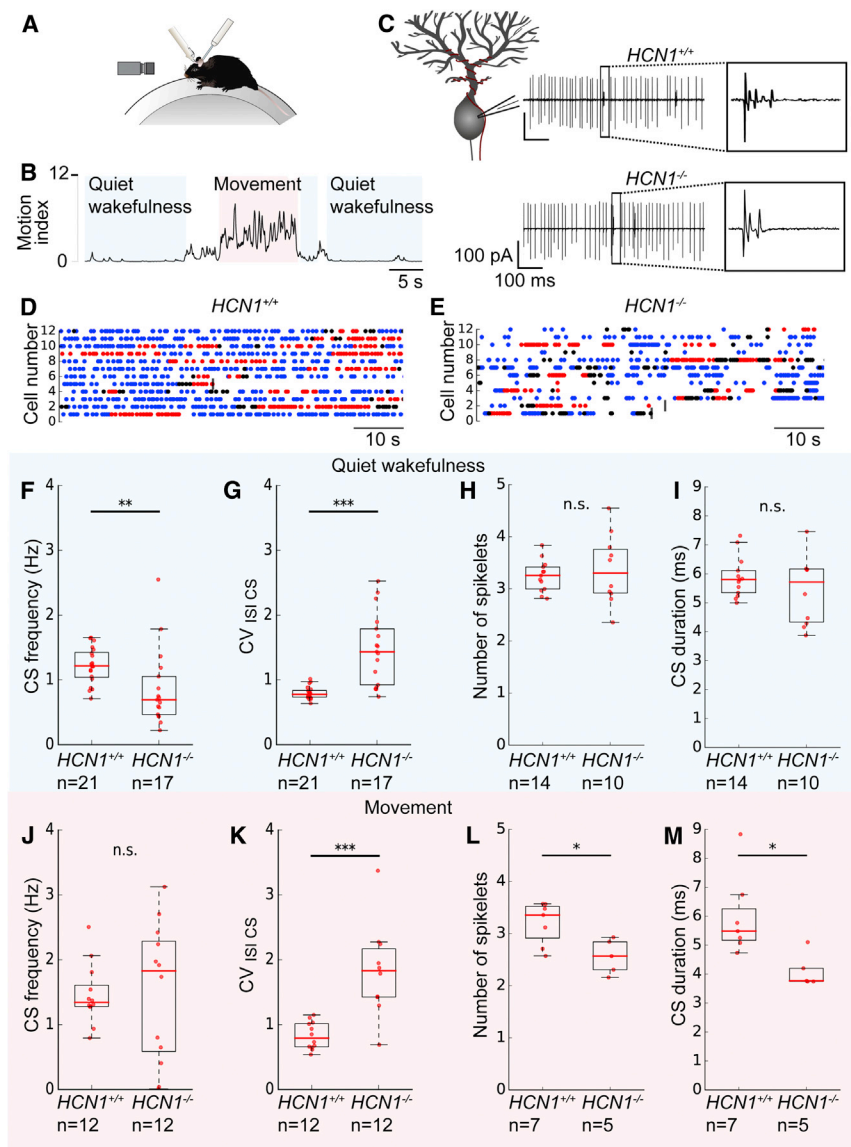 A
C
HCN1+/+
B
12
Quiet wakefulness
Movement
Quiet wakefulness
Motion index
0
5 s
HCN1-/-
100 pA
100 ms
D
HCN1+/+
Cell number
12
10
8
6
4
2
0
10 s
E
HCN1-/-
Cell number
12
10
8
6
4
2
0
10 s
Quiet wakefulness
F
CS frequency (Hz)
4
3
2
1
0
**
HCN1+/+ HCN1-/-
n=21 n=17
G
CV ISI CS
4
3
2
1
0
***
HCN1+/+ HCN1-/-
n=21 n=17
H
Number of spikelets
5
4
3
2
1
0
n.s.
HCN1+/+ HCN1-/-
n=14 n=10
I
CS duration (ms)
9
8
7
6
5
4
3
2
1
0
n.s.
HCN1+/+ HCN1-/-
n=14 n=10
Movement
J
CS frequency (Hz)
4
3
2
1
0
n.s.
HCN1+/+ HCN1-/-
n=12 n=12
K
CV ISI CS
4
3
2
1
0
***
HCN1+/+ HCN1-/-
n=12 n=12
L
Number of spikelets
5
4
3
2
1
0
*
HCN1+/+ HCN1-/-
n=7 n=5
M
CS duration (ms)
9
8
7
6
5
4
3
2
1
0
*
HCN1+/+ HCN1-/-
n=7 n=5